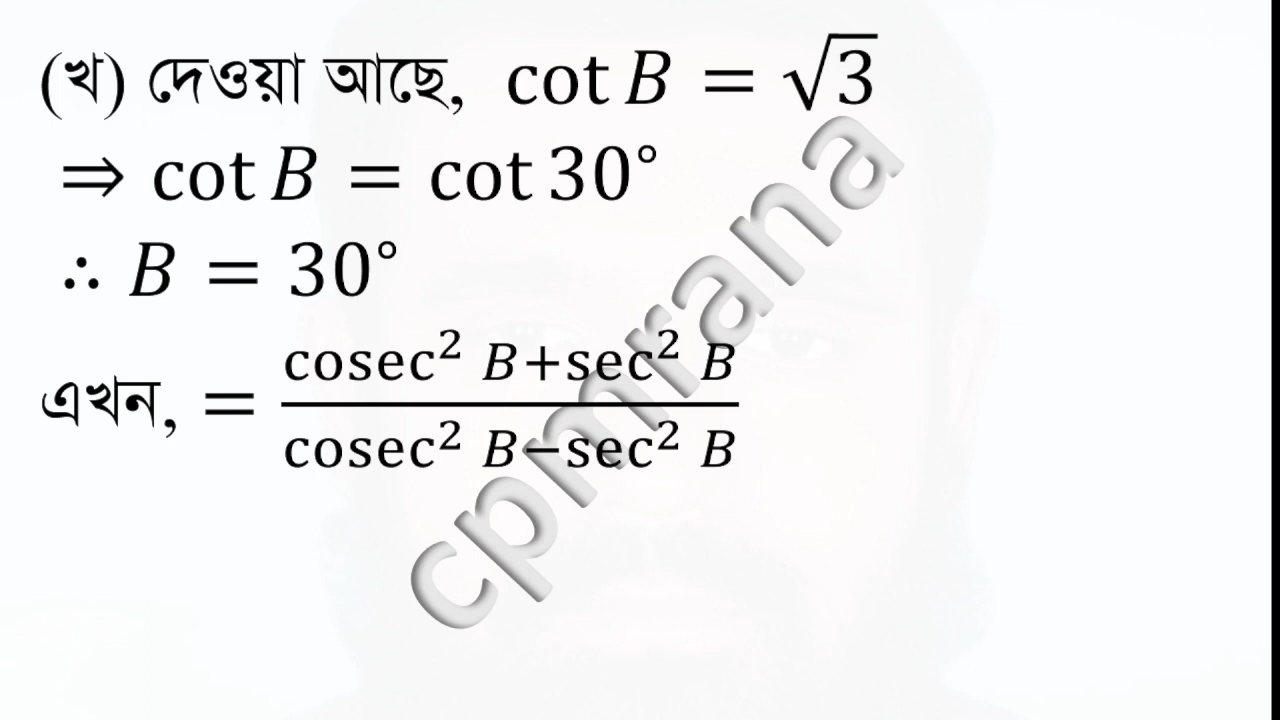 (খ) দেওয়া আছে, cot B = √3
⇒ cot B = cot 30°
∴ B = 30°
এখন, = (cosec² B+sec² B)/(cosec² B−sec² B)
cpmrana